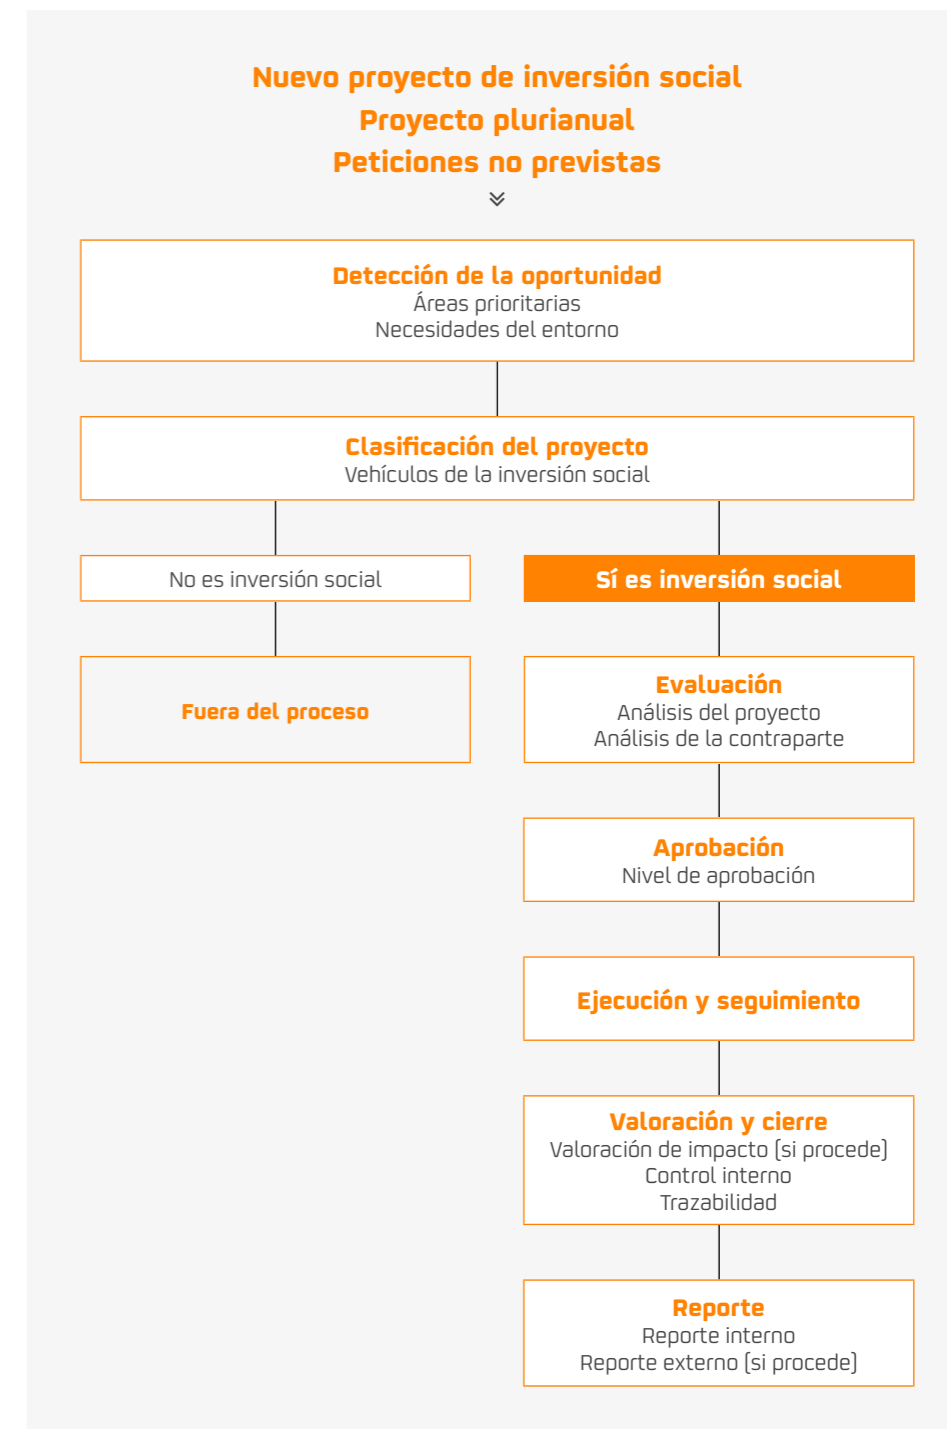 Nuevo proyecto de inversión social
Proyecto plurianual
Peticiones no previstas
Detección de la oportunidad
Áreas prioritarias
Necesidades del entorno
Clasificación del proyecto
Vehículos de la inversión social
No es inversión social
Sí es inversión social
Fuera del proceso
Evaluación
Análisis del proyecto
Análisis de la contraparte
Aprobación
Nivel de aprobación
Ejecución y seguimiento
Valoración y cierre
Valoración de impacto (si procede)
Control interno
Trazabilidad
Reporte
Reporte interno
Reporte externo (si procede)